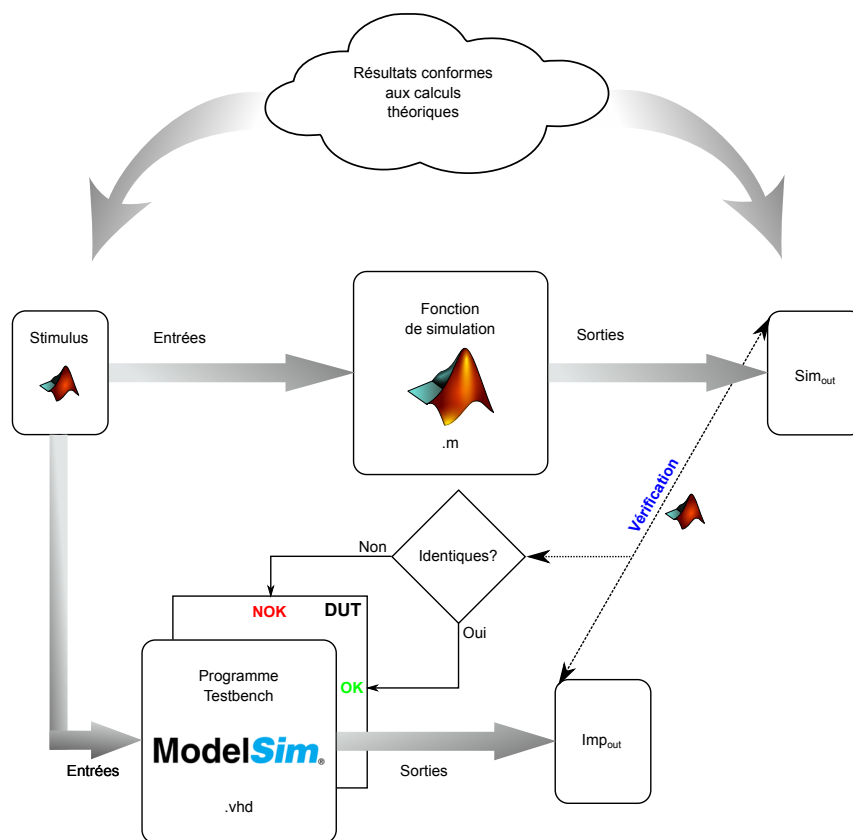 Résultats conformes
aux calculs
théoriques
Stimulus
Entrées
Fonction
de simulation
.m
Sorties
Sim_out
Vérification
Identiques?
Non
Oui
NOK
DUT
OK
Programme
Testbench
ModelSim®
.vhd
Entrées
Sorties
Imp_out